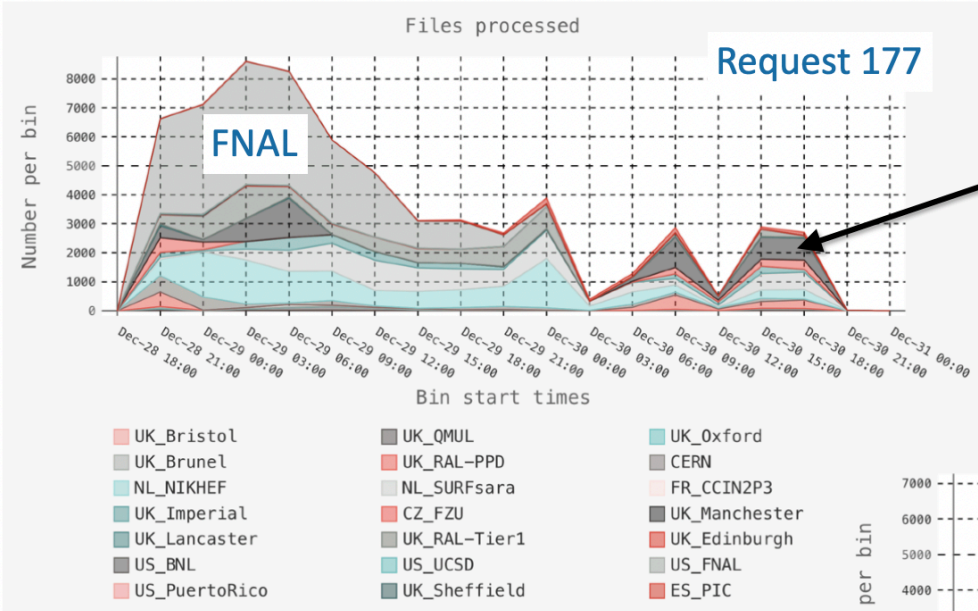 Files processed
Request 177
FNAL
Number per bin
8000
7000
6000
5000
4000
3000
2000
1000
0
Dec-28 18:00
Dec-28 21:00
Dec-29 00:00
Dec-29 03:00
Dec-29 06:00
Dec-29 09:00
Dec-29 12:00
Dec-29 15:00
Dec-29 18:00
Dec-29 21:00
Dec-30 00:00
Dec-30 03:00
Dec-30 06:00
Dec-30 09:00
Dec-30 12:00
Dec-30 15:00
Dec-30 18:00
Dec-30 21:00
Dec-31 00:00
Bin start times
UK_Bristol UK_QMUL UK_Oxford
UK_Brunel UK_RAL-PPD CERN
NL_NIKHEF NL_SURFsara FR_CCIN2P3
UK_Imperial CZ_FZU UK_Manchester
UK_Lancaster UK_RAL-Tier1 UK_Edinburgh
US_BNL US_UCSD US_FNAL
US_PuertoRico UK_Sheffield ES_PIC
7000
6000
5000
4000
per bin